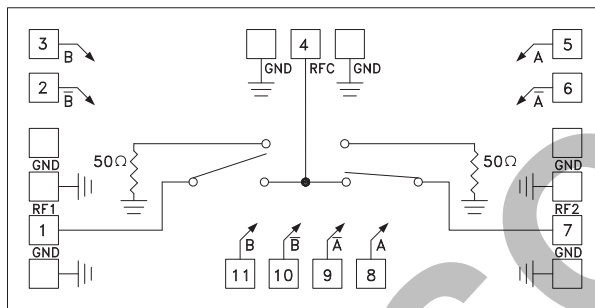 3 B
4
5 A
GND RFC GND
2 B̅
6 A̅
50Ω
50Ω
GND
GND
RF1
RF2
1
7
GND
GND
B B̅ A̅ A
11 10 9 8